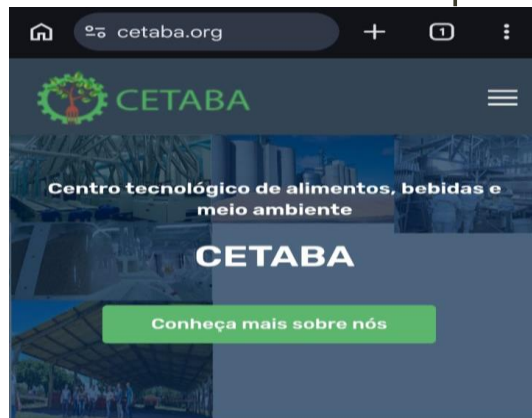 cetaba.org
1
CETABA
Centro tecnológico de alimentos, bebidas e
meio ambiente
CETABA
Conheça mais sobre nós